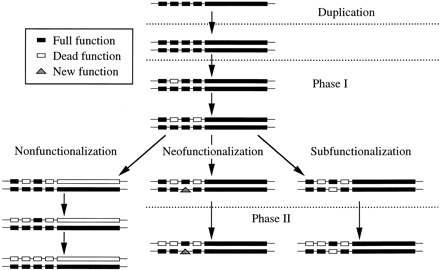 Duplication
Full function
Dead function
New function
Phase I
Nonfunctionalization
Neofunctionalization
Subfunctionalization
Phase II